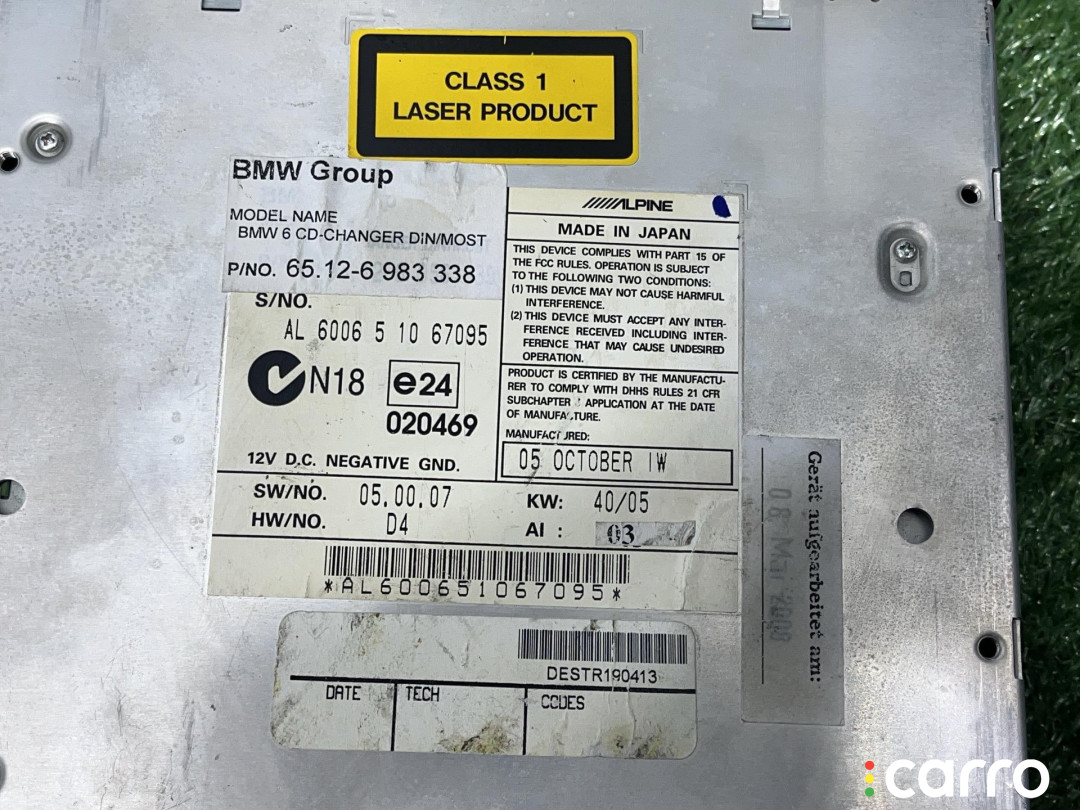 CLASS 1
LASER PRODUCT
BMW Group
MODEL NAME
BMW 6 CD-CHANGER DIN/MOST
P/NO. 65.12-6 983 338
S/NO.
AL 6006 5 10 67095
N18
e24
020469
12V D.C. NEGATIVE GND.
ALPINE
MADE IN JAPAN
THIS DEVICE COMPLIES WITH PART 15 OF
THE FCC RULES. OPERATION IS SUBJECT
TO THE FOLLOWING TWO CONDITIONS:
(1) THIS DEVICE MAY NOT CAUSE HARMFUL
INTERFERENCE.
(2) THIS DEVICE MUST ACCEPT ANY INTER-
FERENCE RECEIVED INCLUDING INTER-
FERENCE THAT MAY CAUSE UNDESIRED
OPERATION.
PRODUCT IS CERTIFIED BY THE MANUFACTU-
RER TO COMPLY WITH DHHS RULES 21 CFR
SUBCHAPTER APPLICATION AT THE DATE
OF MANUFACTURE.
MANUFACTURED:
05 OCTOBER IW
SW/NO. 05.00.07 KW: 40/05
HW/NO. D4 AI : 03
*AL600651067095*
DESTR190413
DATE TECH CODES
Gerät aufgearbeitet am:
carro